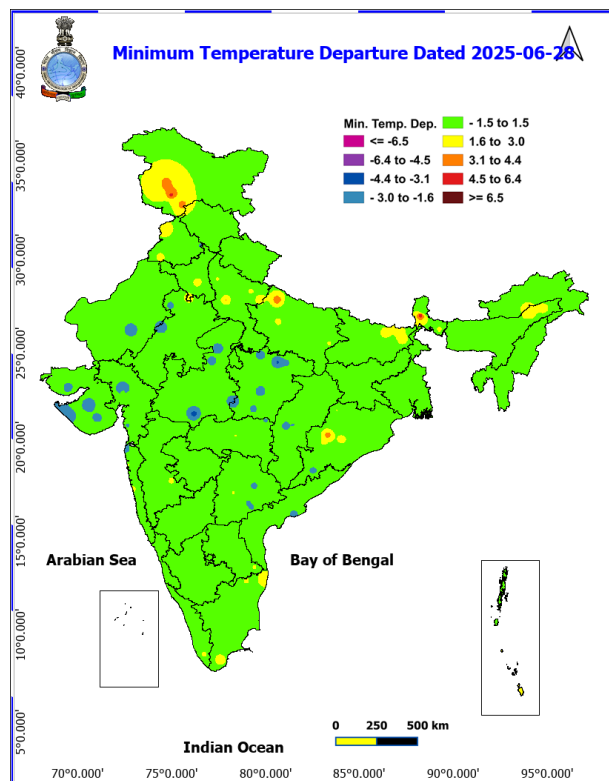 Minimum Temperature Departure Dated 2025-06-28
Min. Temp. Dep.
<= -6.5
-6.4 to -4.5
-4.4 to -3.1
- 3.0 to -1.6
- 1.5 to 1.5
1.6 to 3.0
3.1 to 4.4
4.5 to 6.4
>= 6.5
40°0.000'
35°0.000'
30°0.000'
25°0.000'
20°0.000'
15°0.000'
10°0.000'
5°0.000'
Arabian Sea
Bay of Bengal
Indian Ocean
0 250 500 km
70°0.000' 75°0.000' 80°0.000' 85°0.000' 90°0.000' 95°0.000'